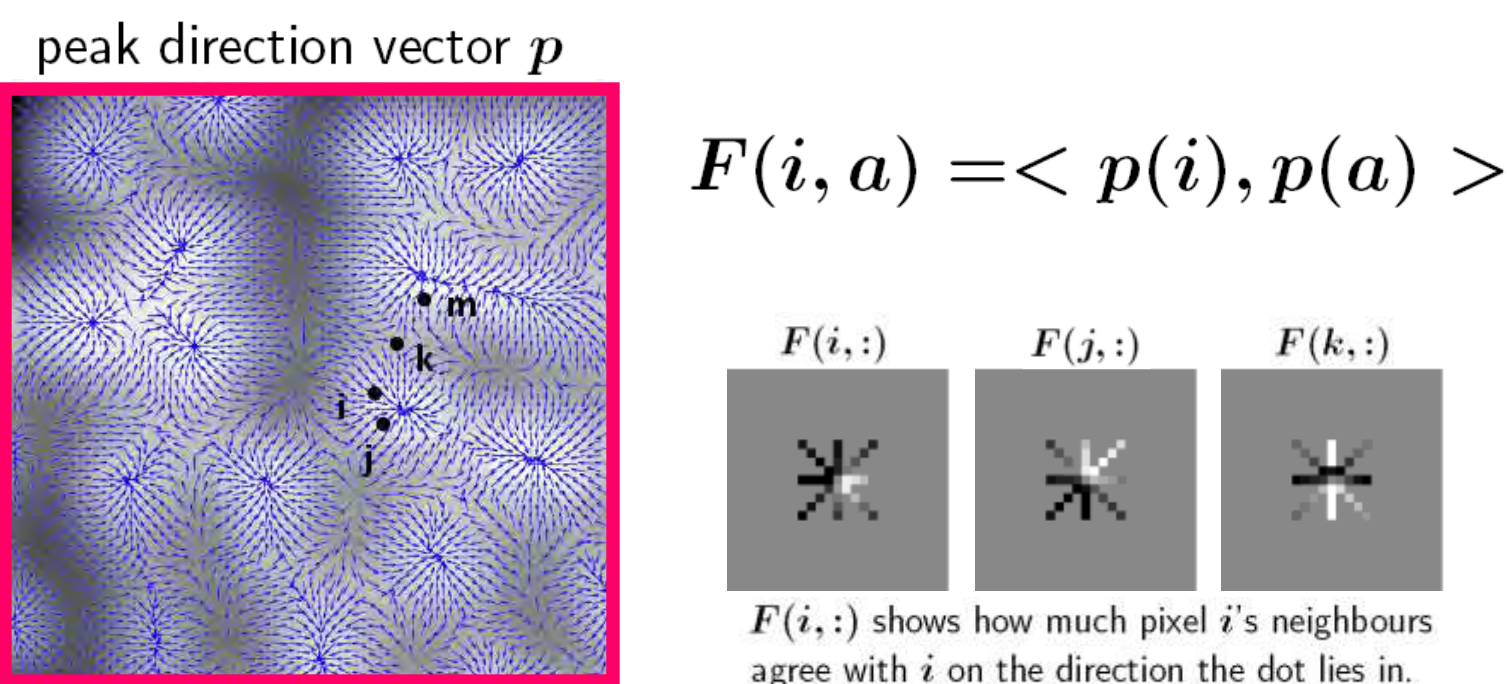 peak direction vector p
F(i, a) =< p(i), p(a) >
m
k
i
j
F(i, :)
F(j, :)
F(k, :)
F(i, :) shows how much pixel i's neighbours
agree with i on the direction the dot lies in.